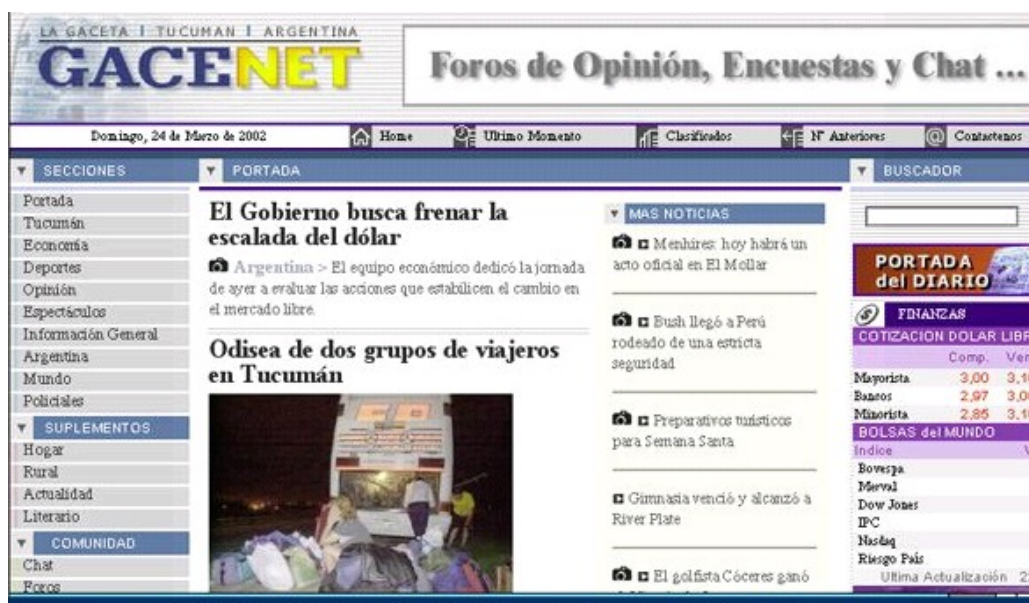 LA GACETA | TUCUMAN | ARGENTINA
GACENET
Foros de Opinión, Encuestas y Chat ...
Domingo, 24 de Marzo de 2002
Home
Ultimo Momento
Clasificados
Nº Anteriores
Contactenos
SECCIONES
Portada
Tucumán
Economía
Deportes
Opinión
Espectáculos
Información General
Argentina
Mundo
Policiales
SUPLEMENTOS
Hogar
Rural
Actualidad
Literario
COMUNIDAD
Chat
Foros
PORTADA
El Gobierno busca frenar la
escalada del dólar
Argentina > El equipo económico dedicó la jornada
de ayer a evaluar las acciones que estabilicen el cambio en
el mercado libre.
Odisea de dos grupos de viajeros
en Tucumán
MAS NOTICIAS
Menhires: hoy habrá un
acto oficial en El Mollar
Bush llegó a Perú
rodeado de una estricta
seguridad
Preparativos turísticos
para Semana Santa
Gimnasia venció y alcanzó a
River Plate
El golfista Cóceres ganó
BUSCADOR
PORTADA
del DIARIO
FINANZAS
COTIZACION DOLAR
Comp.
Mayorista 3,00
Bancos 2,97
Minorista 2,85
BOLSAS del MUNDO
Indice
Bovespa
Merval
Dow Jones
IPC
Nasdaq
Riesgo País
Ultima Actualización